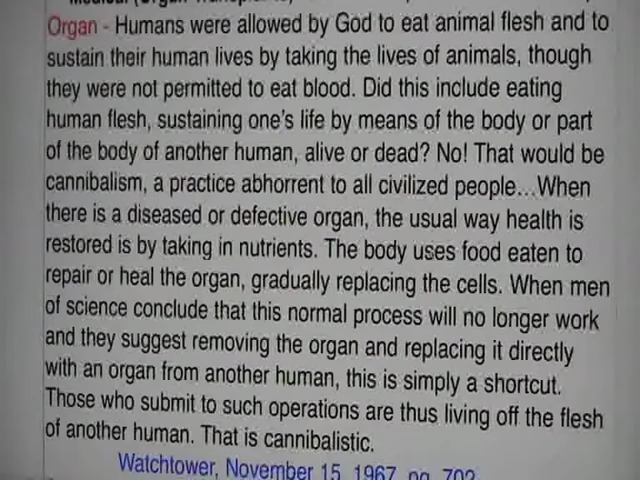 Medical (Organ Transplants)
Organ - Humans were allowed by God to eat animal flesh and to
sustain their human lives by taking the lives of animals, though
they were not permitted to eat blood. Did this include eating
human flesh, sustaining one's life by means of the body or part
of the body of another human, alive or dead? No! That would be
cannibalism, a practice abhorrent to all civilized people...When
there is a diseased or defective organ, the usual way health is
restored is by taking in nutrients. The body uses food eaten to
repair or heal the organ, gradually replacing the cells. When men
of science conclude that this normal process will no longer work
and they suggest removing the organ and replacing it directly
with an organ from another human, this is simply a shortcut.
Those who submit to such operations are thus living off the flesh
of another human. That is cannibalistic.
Watchtower, November 15, 1967, pg. 702